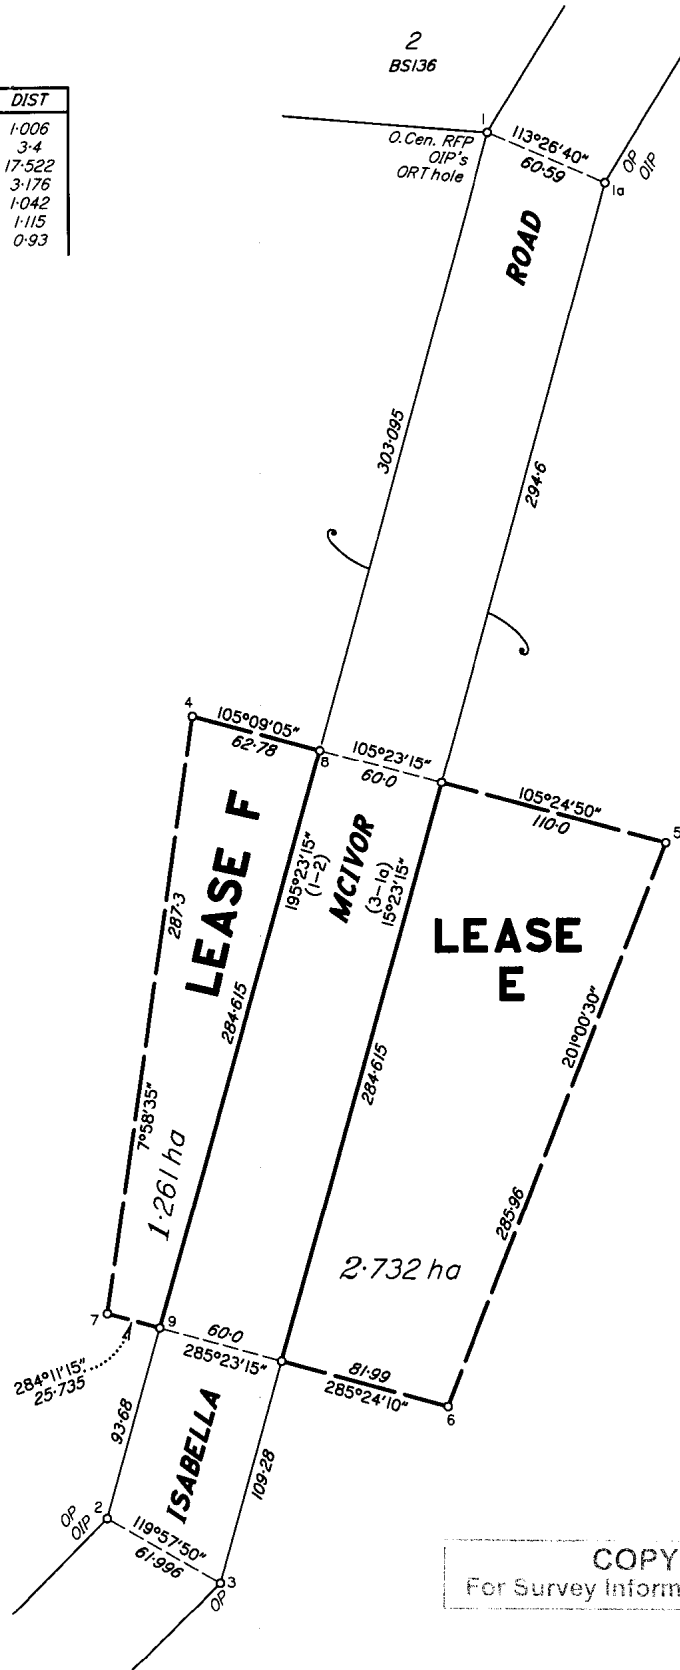 2
BS136
DIST
1·006
3·4
17·522
3·176
1·042
1·115
0·93
1
O.Cen. RFP
OIP's
ORT hole
113°26'40"
60·59
OP
OIP
1a
ROAD
303·095
294·6
4
105°09'05"
62·78
8
105°23'15"
60·0
105°24'50"
110·0
5
LEASE F
287·3
7°58'35"
1·261 ha
195°23'15"
(1-2)
284·615
MCIVOR
(3-1a)
15°23'15"
284·615
LEASE
E
201°00'30"
285·96
2·732 ha
7
9
284°11'15"
25·735
60·0
285°23'15"
81·99
285°24'10"
6
93·68
ISABELLA
109·28
OP
OIP
2
119°57'50"
61·996
3
OP
COPY
For Survey Inform